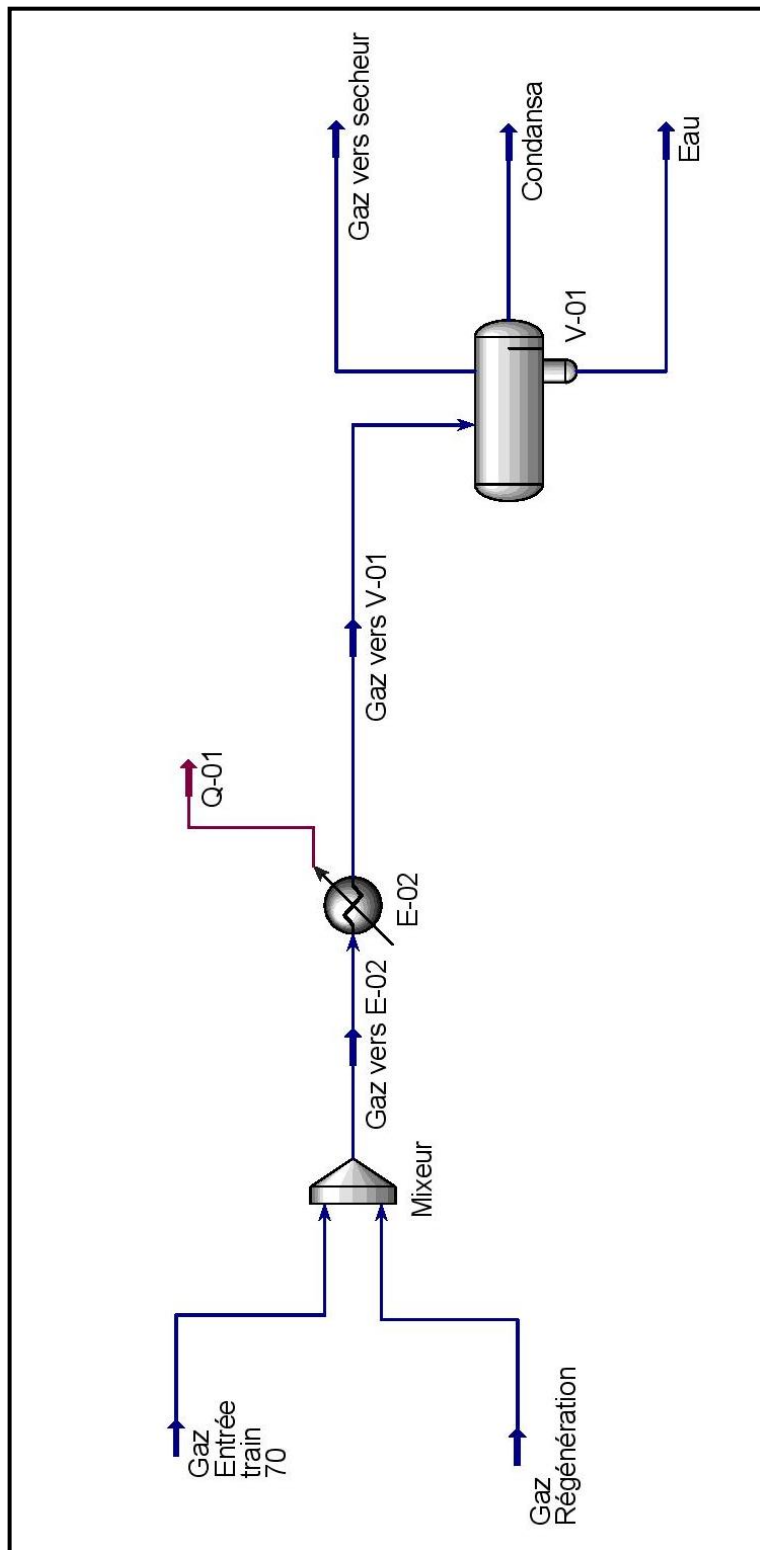 Gaz
Entrée
train
70
Gaz
Régénération
Mixeur
Gaz vers E-02
E-02
Q-01
Gaz vers V-01
V-01
Gaz vers secheur
Condansa
Eau